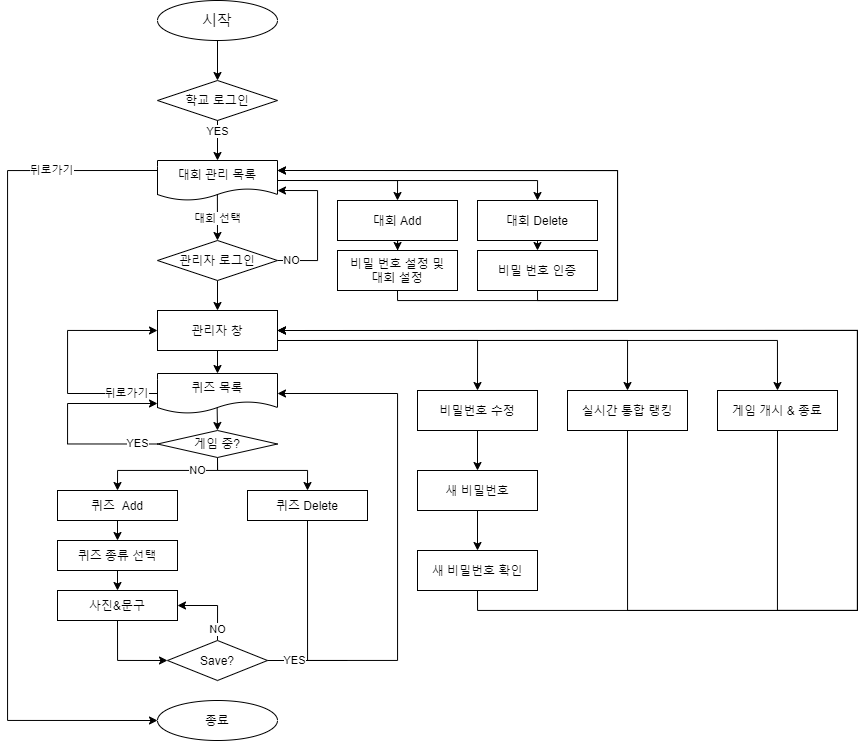 시작
학교 로그인
YES
뒤로가기
대회 관리 목록
대회 선택
대회 Add
대회 Delete
관리자 로그인
NO
비밀 번호 설정 및
대회 설정
비밀 번호 인증
관리자 창
퀴즈 목록
뒤로가기
비밀번호 수정
실시간 통합 랭킹
게임 개시 & 종료
YES
게임 중?
NO
퀴즈 Add
퀴즈 Delete
새 비밀번호
퀴즈 종류 선택
새 비밀번호 확인
사진&문구
NO
Save?
YES
종료